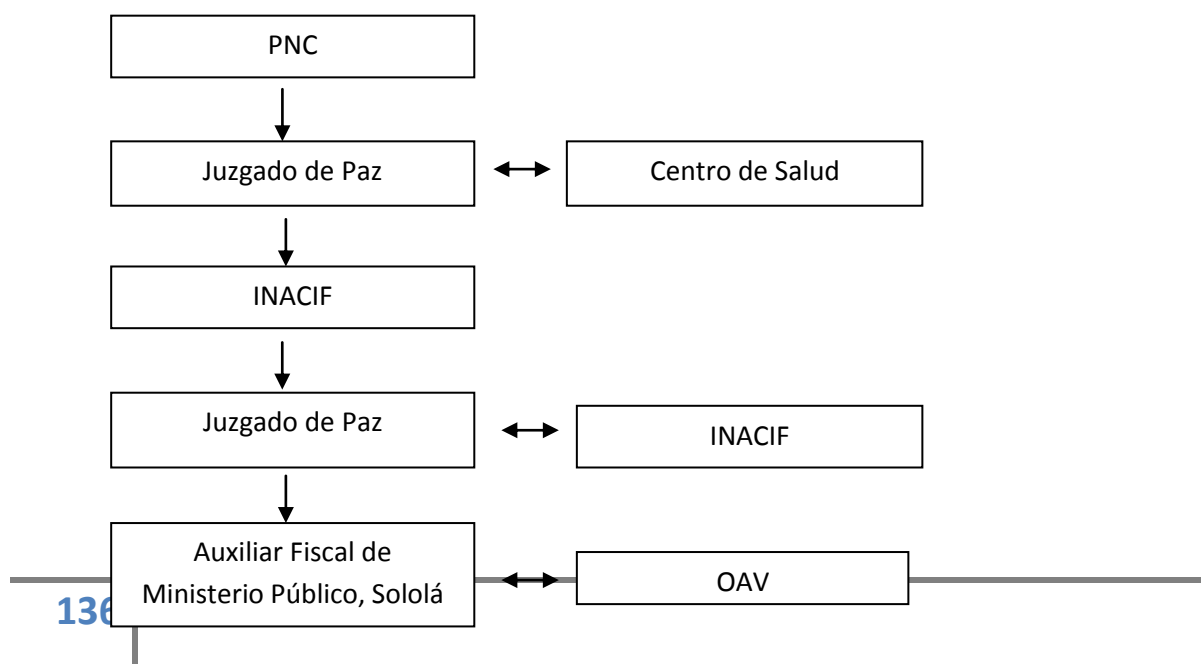 PNC
Juzgado de Paz
Centro de Salud
INACIF
Juzgado de Paz
INACIF
Auxiliar Fiscal de
Ministerio Público, Sololá
OAV
136